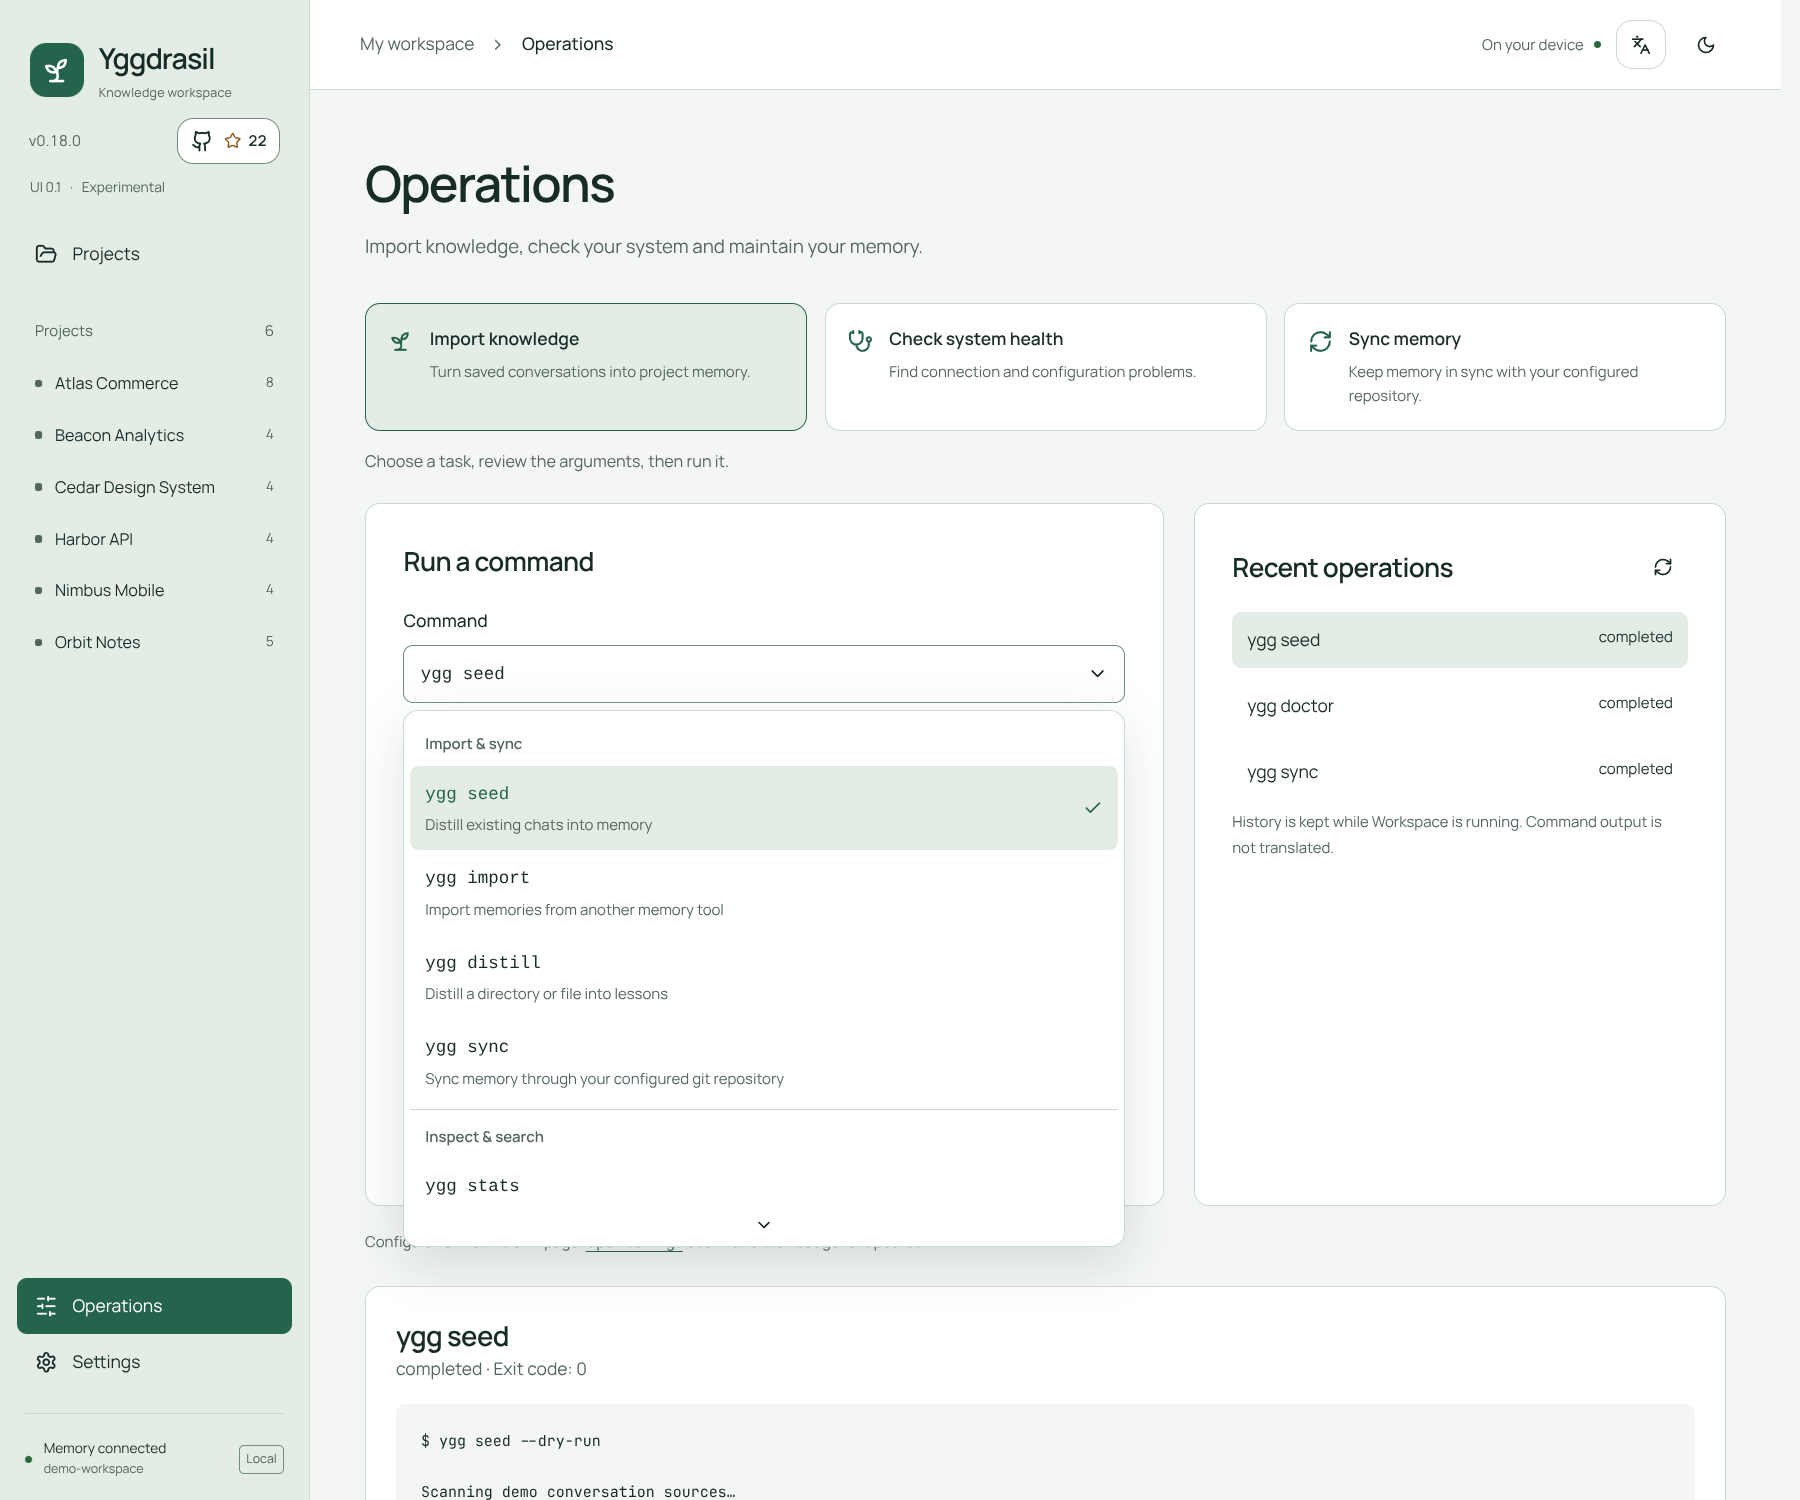 Yggdrasil
Knowledge workspace
v0.18.0
22
UI 0.1 · Experimental
Projects
Projects 6
Atlas Commerce 8
Beacon Analytics 4
Cedar Design System 4
Harbor API 4
Nimbus Mobile 4
Orbit Notes 5
Operations
Settings
Memory connected
demo-workspace
Local
My workspace > Operations
On your device
Operations
Import knowledge, check your system and maintain your memory.
Import knowledge
Turn saved conversations into project memory.
Check system health
Find connection and configuration problems.
Sync memory
Keep memory in sync with your configured
repository.
Choose a task, review the arguments, then run it.
Run a command
Command
ygg seed
Import & sync
ygg seed
Distill existing chats into memory
ygg import
Import memories from another memory tool
ygg distill
Distill a directory or file into lessons
ygg sync
Sync memory through your configured git repository
Inspect & search
ygg stats
Recent operations
ygg seed completed
ygg doctor completed
ygg sync completed
History is kept while Workspace is running. Command output is
not translated.
ygg seed
completed · Exit code: 0
$ ygg seed --dry-run
Scanning demo conversation sources…